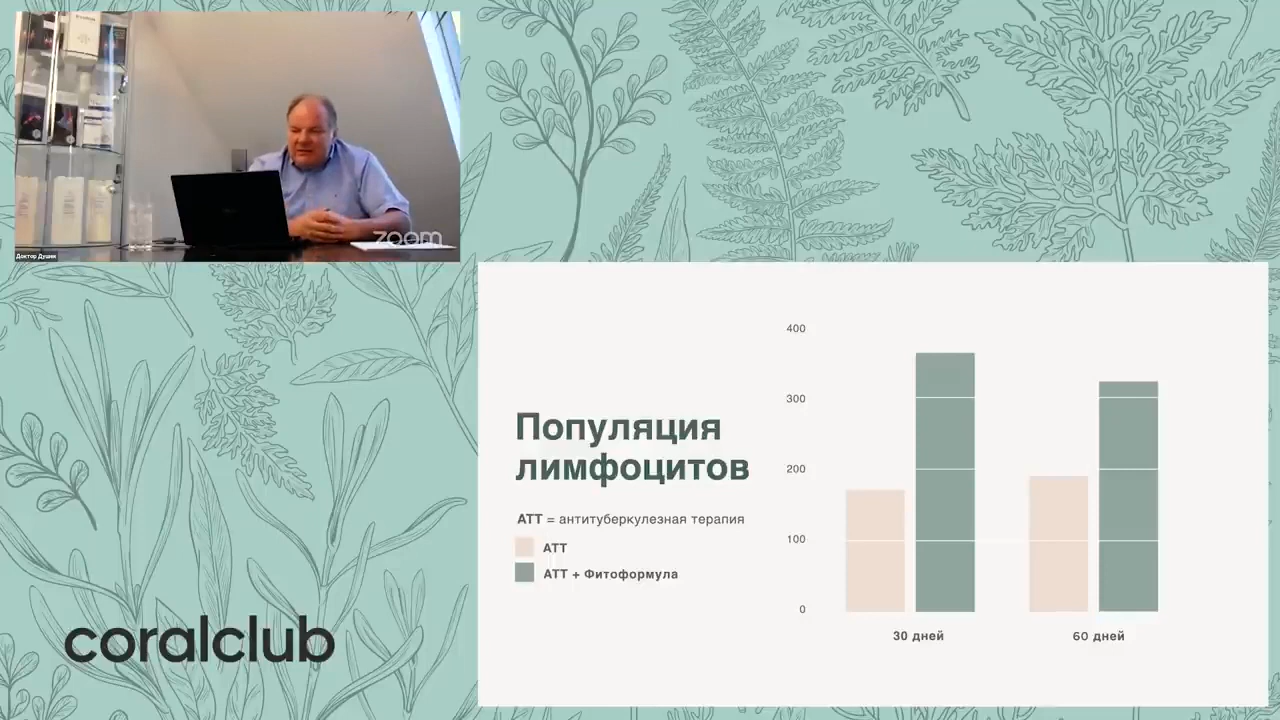 zoom
Доктор Душик
400
300
200
100
0
Популяция
лимфоцитов
АТТ = антитуберкулезная терапия
АТТ
АТТ + Фитоформула
30 дней
60 дней
coralclub